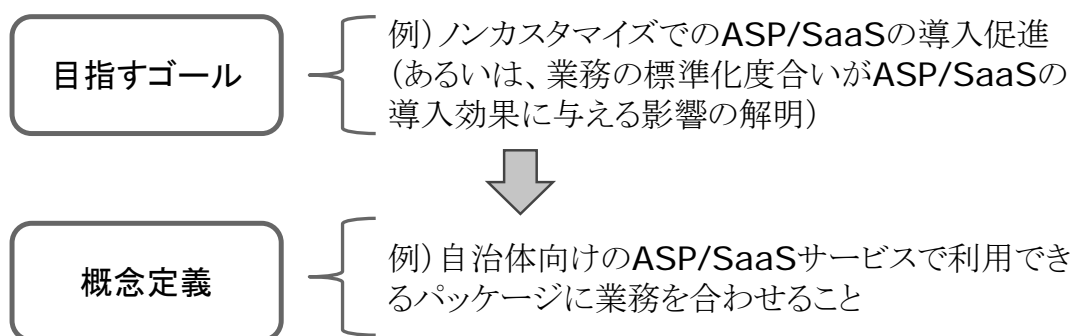 目指すゴール
例）ノンカスタマイズでのASP/SaaSの導入促進
（あるいは、業務の標準化度合いがASP/SaaSの
導入効果に与える影響の解明）
概念定義
例）自治体向けのASP/SaaSサービスで利用でき
るパッケージに業務を合わせること